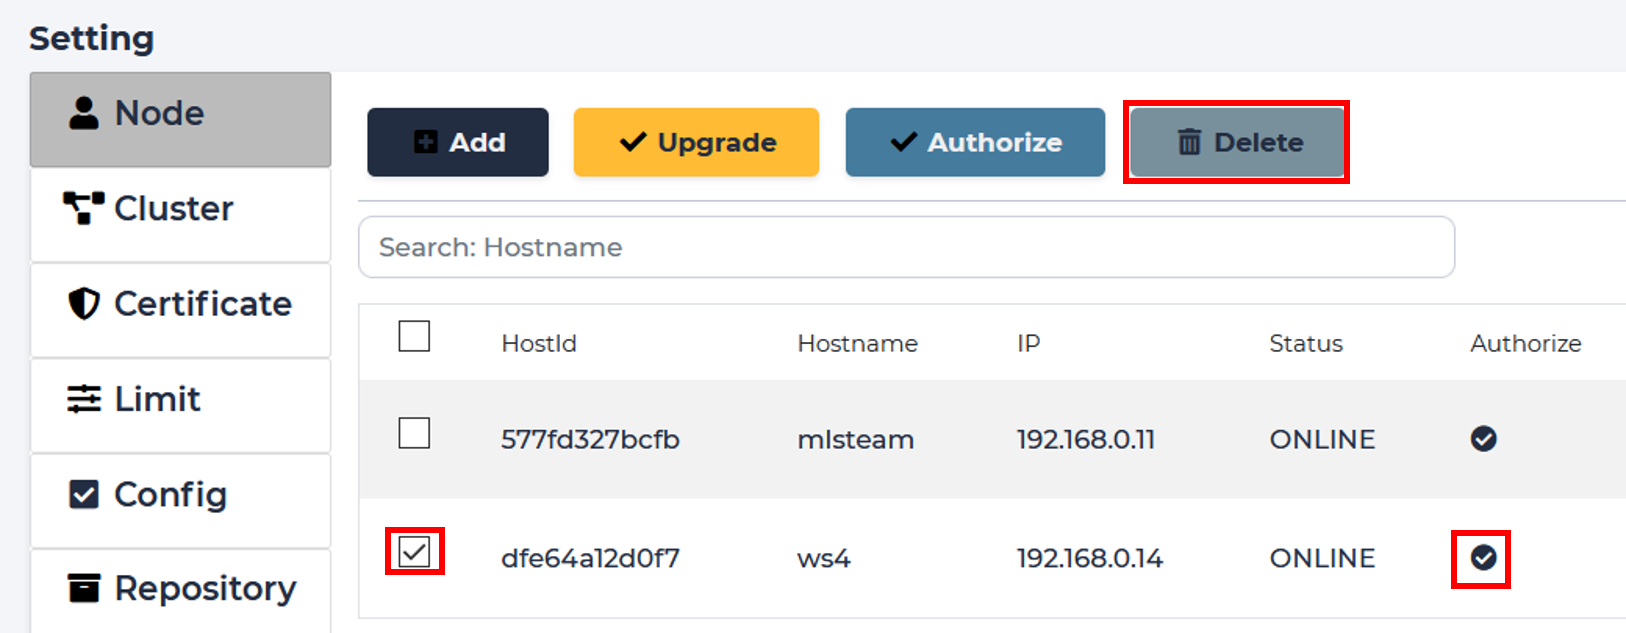 Setting
Node
Cluster
Certificate
Limit
Config
Repository
Add
Upgrade
Authorize
Delete
Search: Hostname
HostId Hostname IP Status Authorize
577fd327bcfb mlsteam 192.168.0.11 ONLINE
dfe64a12d0f7 ws4 192.168.0.14 ONLINE